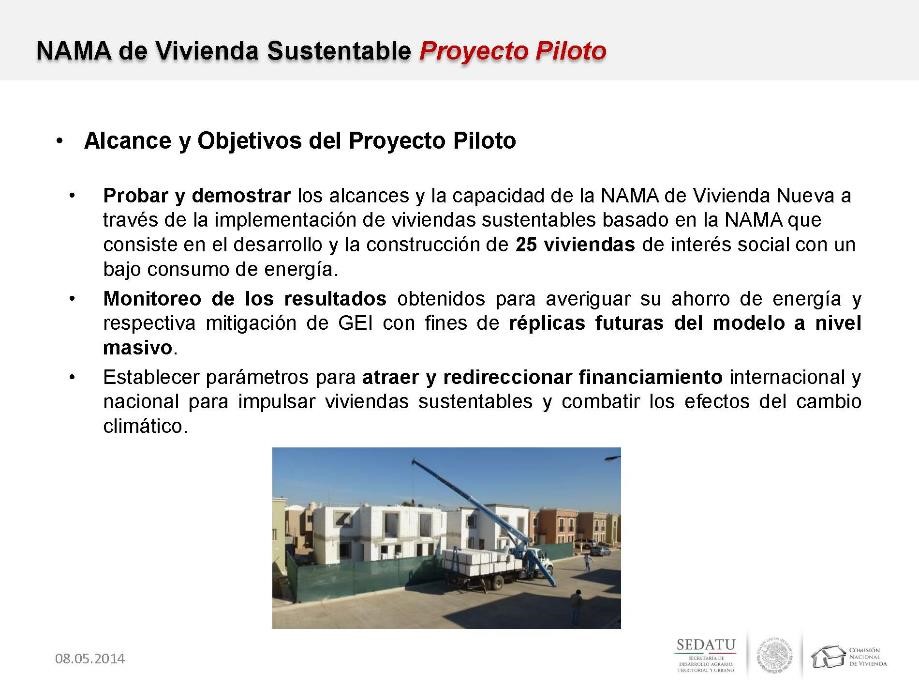 NAMA de Vivienda Sustentable Proyecto Piloto
• Alcance y Objetivos del Proyecto Piloto
• Probar y demostrar los alcances y la capacidad de la NAMA de Vivienda Nueva a
través de la implementación de viviendas sustentables basado en la NAMA que
consiste en el desarrollo y la construcción de 25 viviendas de interés social con un
bajo consumo de energía.
• Monitoreo de los resultados obtenidos para averiguar su ahorro de energía y
respectiva mitigación de GEI con fines de réplicas futuras del modelo a nivel
masivo.
• Establecer parámetros para atraer y redireccionar financiamiento internacional y
nacional para impulsar viviendas sustentables y combatir los efectos del cambio
climático.
08.05.2014
SEDATU
SECRETARÍA DE
DESARROLLO AGRARIO,
TERRITORIAL Y URBANO
COMISIÓN
NACIONAL
DE VIVIENDA